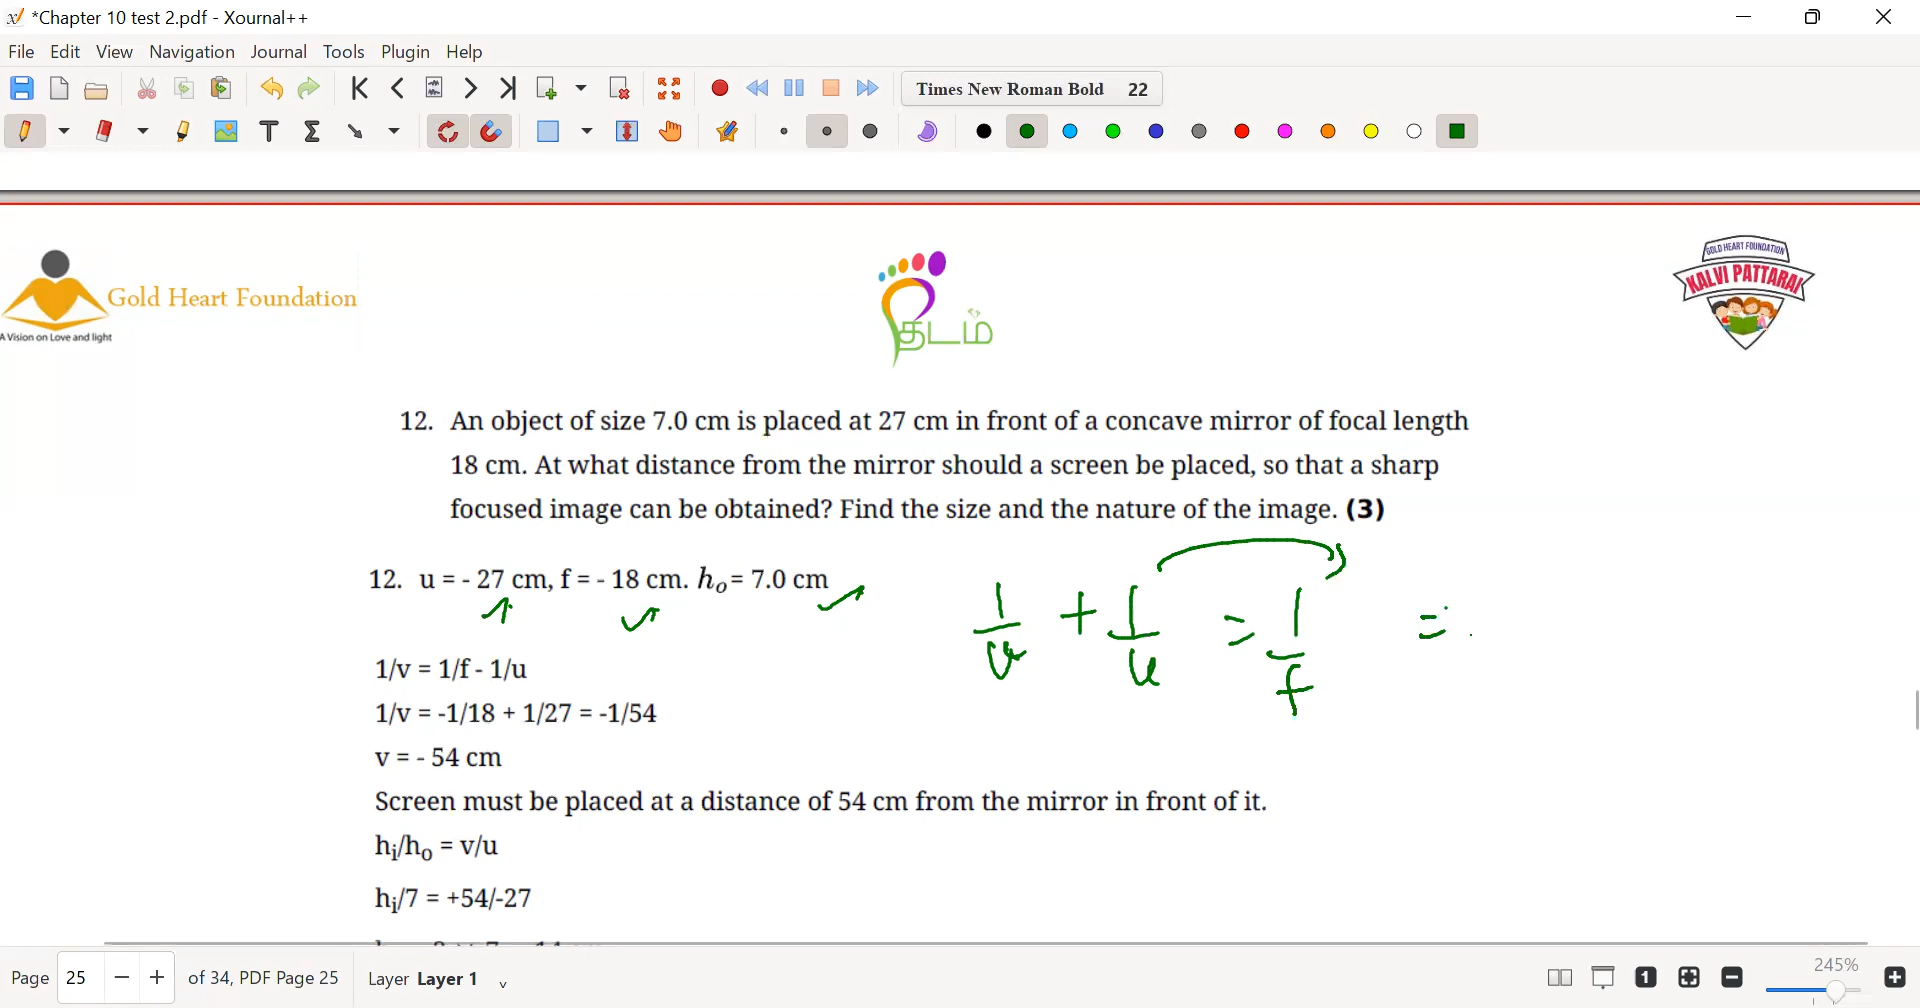 *Chapter 10 test 2.pdf - Xournal++
File Edit View Navigation Journal Tools Plugin Help
Times New Roman Bold 22
Gold Heart Foundation
A Vision on Love and light
தடம்
GOLD HEART FOUNDATION
KALVI PATTARAI
12. An object of size 7.0 cm is placed at 27 cm in front of a concave mirror of focal length
18 cm. At what distance from the mirror should a screen be placed, so that a sharp
focused image can be obtained? Find the size and the nature of the image. (3)
12. u = - 27 cm, f = - 18 cm. hₒ= 7.0 cm
1/v + 1/u = 1/f =
1/v = 1/f - 1/u
1/v = -1/18 + 1/27 = -1/54
v = - 54 cm
Screen must be placed at a distance of 54 cm from the mirror in front of it.
hᵢ/hₒ = v/u
hᵢ/7 = +54/-27
Page 25 of 34, PDF Page 25 Layer Layer 1 245%